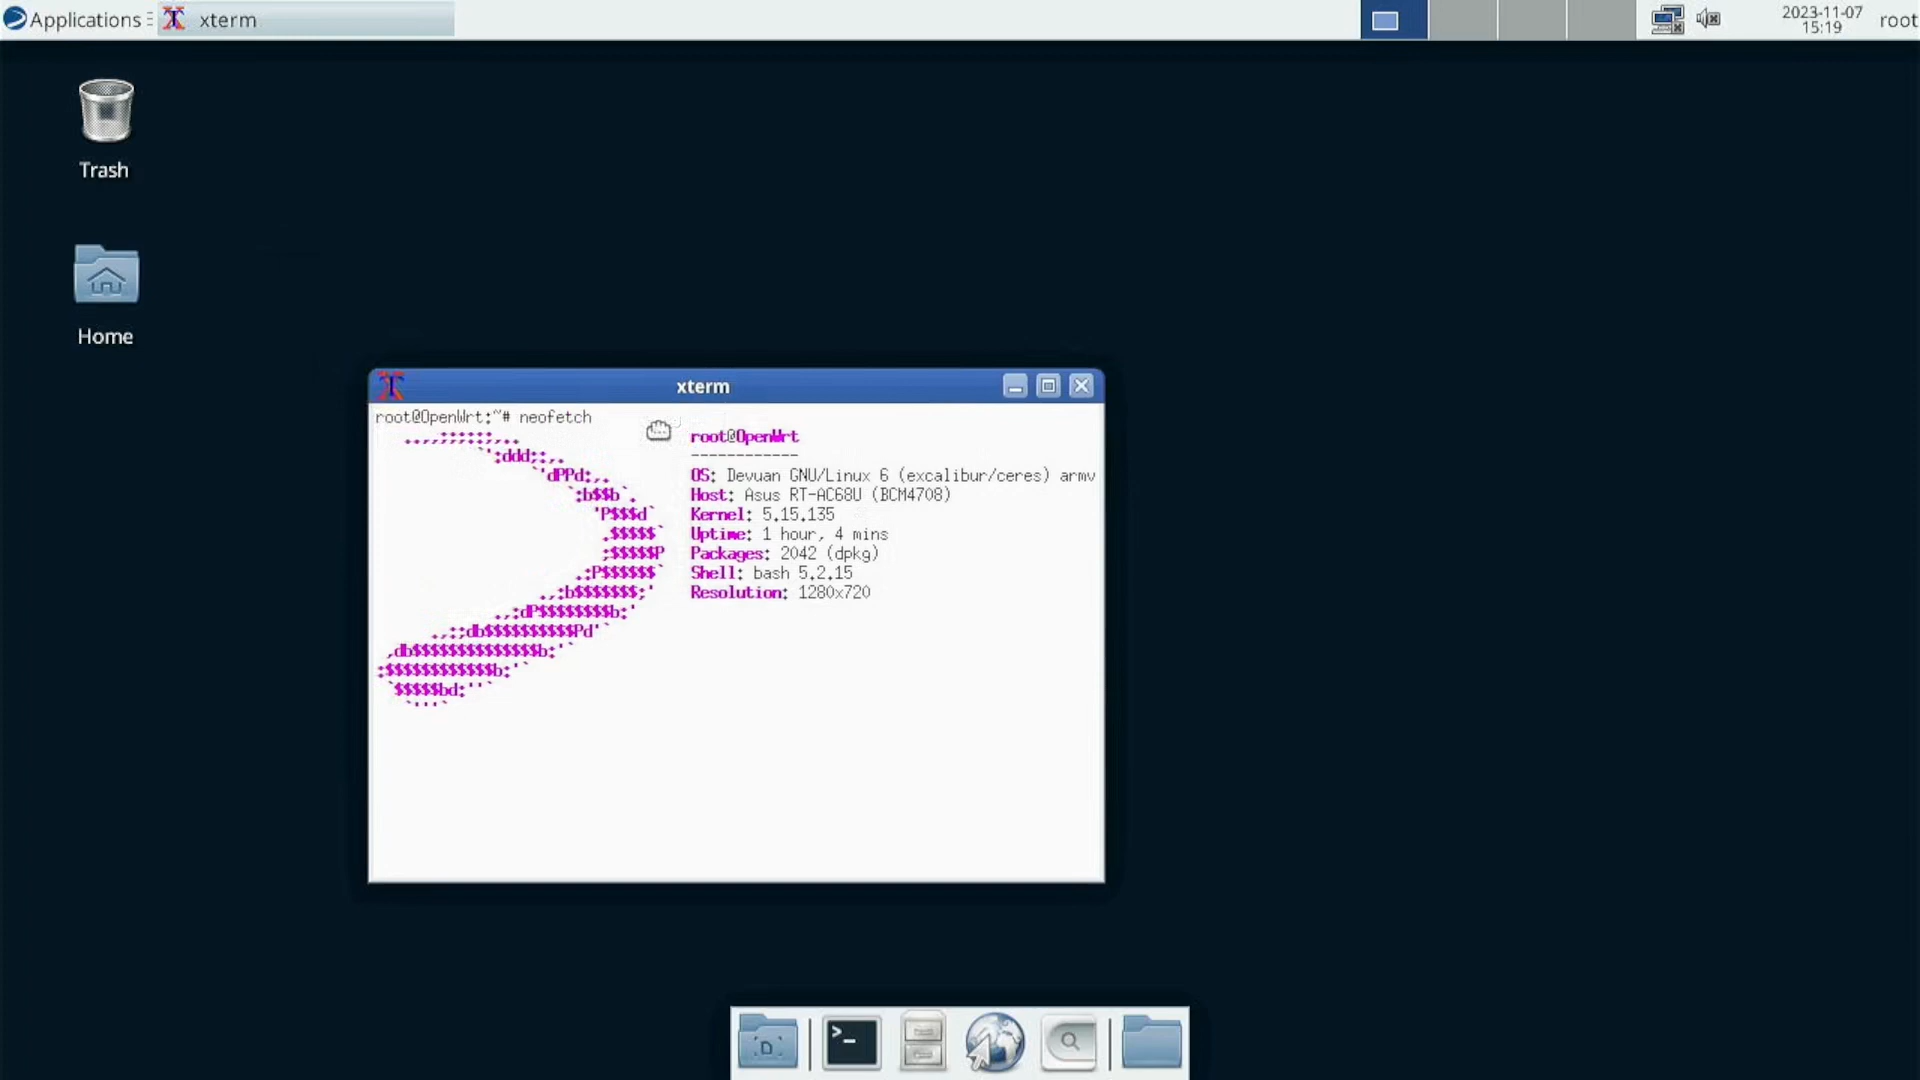 Applications
xterm
2023-11-07
15:19
root
Trash
Home
xterm
root@OpenWrt:~# neofetch
root@OpenWrt
------------
OS: Devuan GNU/Linux 6 (excalibur/ceres) armv
Host: Asus RT-AC68U (BCM4708)
Kernel: 5.15.135
Uptime: 1 hour, 4 mins
Packages: 2042 (dpkg)
Shell: bash 5.2.15
Resolution: 1280x720